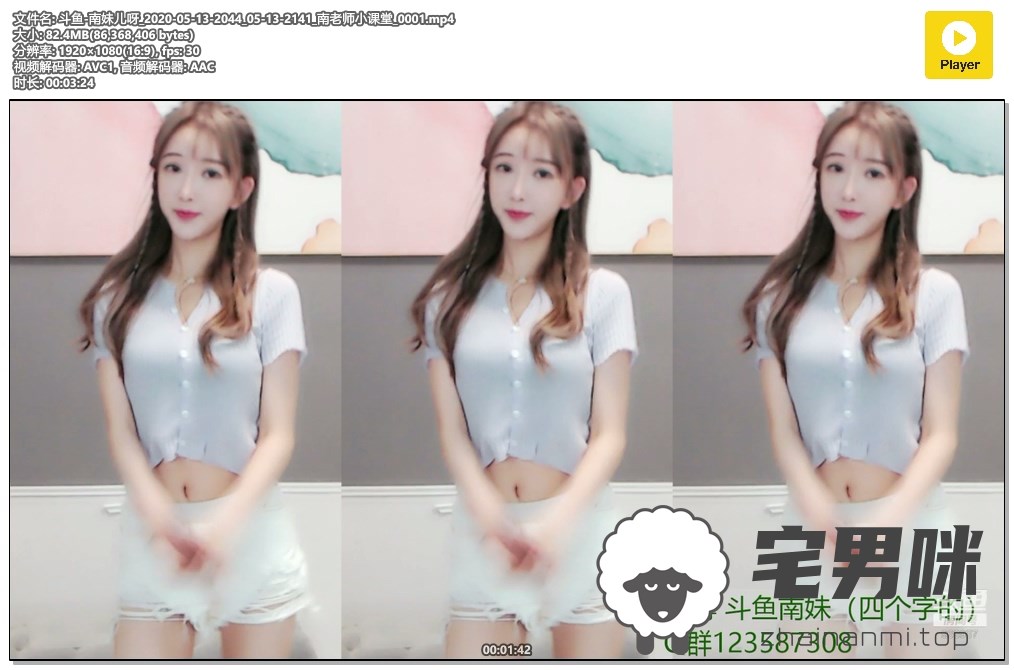 文件名: 斗鱼-南妹儿呀_2020-05-13-2044_05-13-2141_南老师小课堂_0001.mp4
大小: 82.4MB(86,368,406 bytes)
分辨率: 1920×1080(16:9), fps: 30
视频解码器: AVC1, 音频解码器: AAC
时长: 00:03:24
Player
宅男咪
斗鱼南妹（四个字的）
群123587308
zhainanmi.top
00:01:42